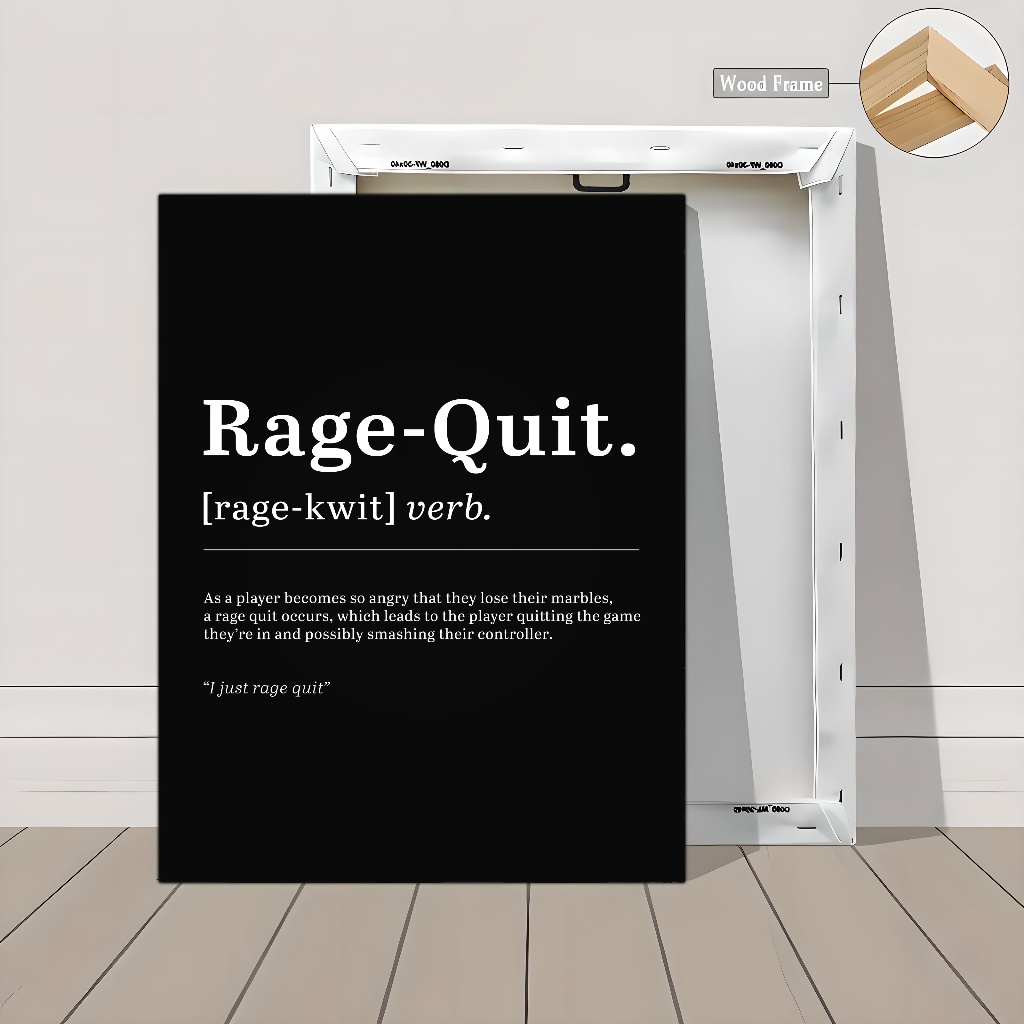 Wood Frame
Rage-Quit.
[rage-kwit] verb.
As a player becomes so angry that they lose their marbles,
a rage quit occurs, which leads to the player quitting the game
they're in and possibly smashing their controller.
“I just rage quit”